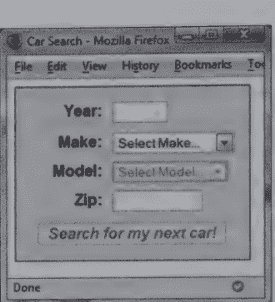 Car Search - Mozilla Firefox
File Edit View History Bookmarks Too
Year:
Make: Select Make...
Model: Select Model...
Zip:
Search for my next car!
Done